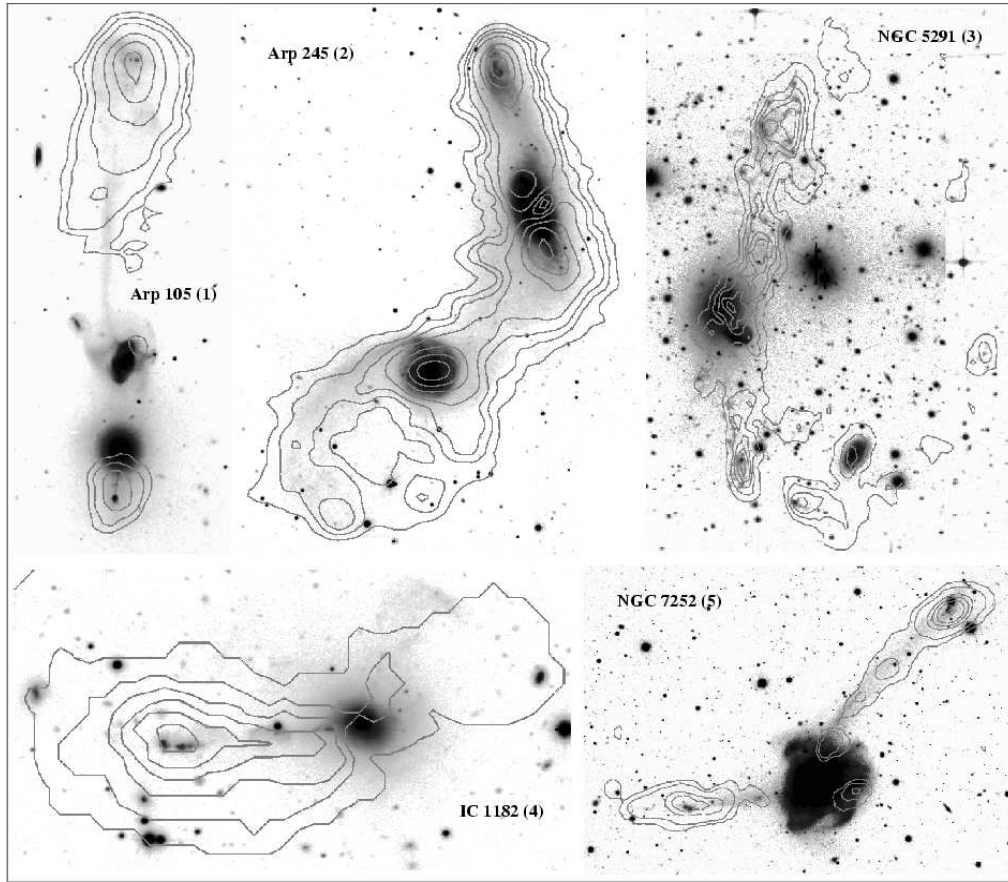 Arp 245 (2)
NGC 5291 (3)
Arp 105 (1)
NGC 7252 (5)
IC 1182 (4)